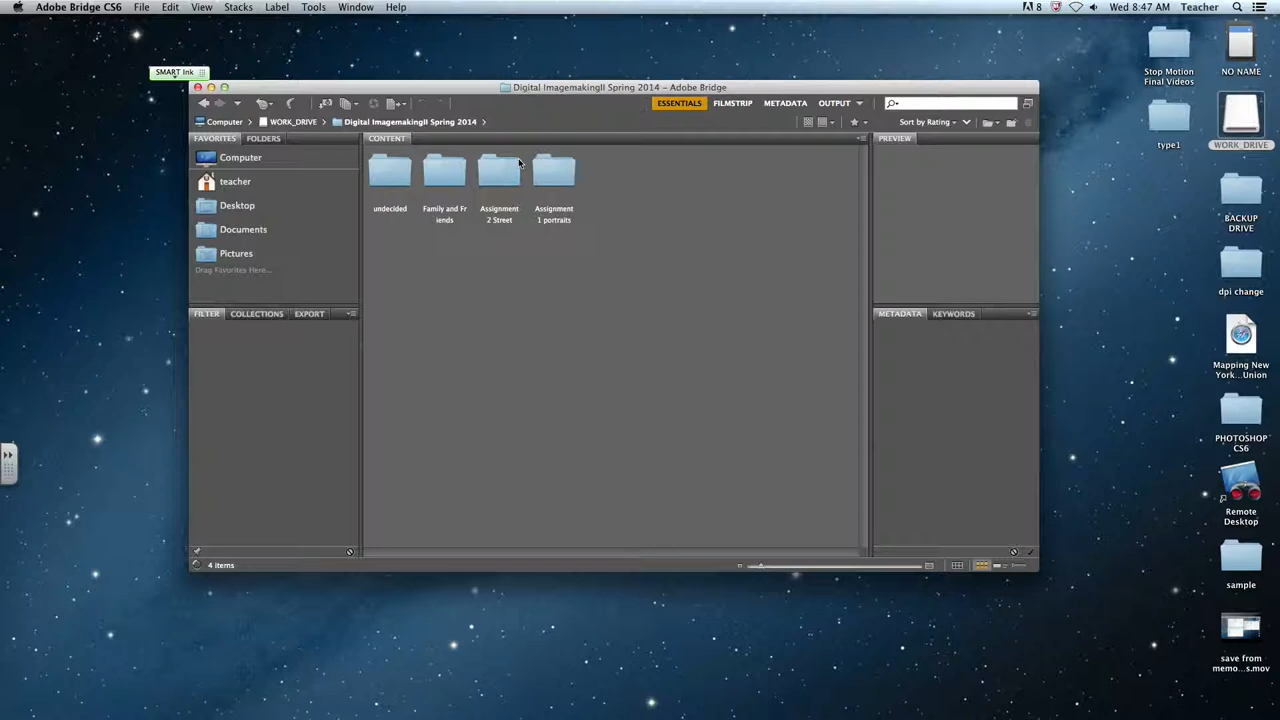 Adobe Bridge CS6 File Edit View Stacks Label Tools Window Help 8 Wed 8:47 AM Teacher
SMART Ink
Digital ImagemakingII Spring 2014 – Adobe Bridge
ESSENTIALS FILMSTRIP METADATA OUTPUT
Computer WORK_DRIVE Digital ImagemakingII Spring 2014
Sort by Rating
FAVORITES FOLDERS
Computer
teacher
Desktop
Documents
Pictures
Drag Favorites Here...
FILTER COLLECTIONS EXPORT
CONTENT
undecided
Family and Fr
iends
Assignment
2 Street
Assignment
1 portraits
PREVIEW
METADATA KEYWORDS
4 items
Stop Motion
Final Videos
NO NAME
type1
WORK_DRIVE
BACKUP
DRIVE
dpi change
Mapping New
York...Union
PHOTOSHOP
CS6
Remote
Desktop
sample
save from
memo...s.mov